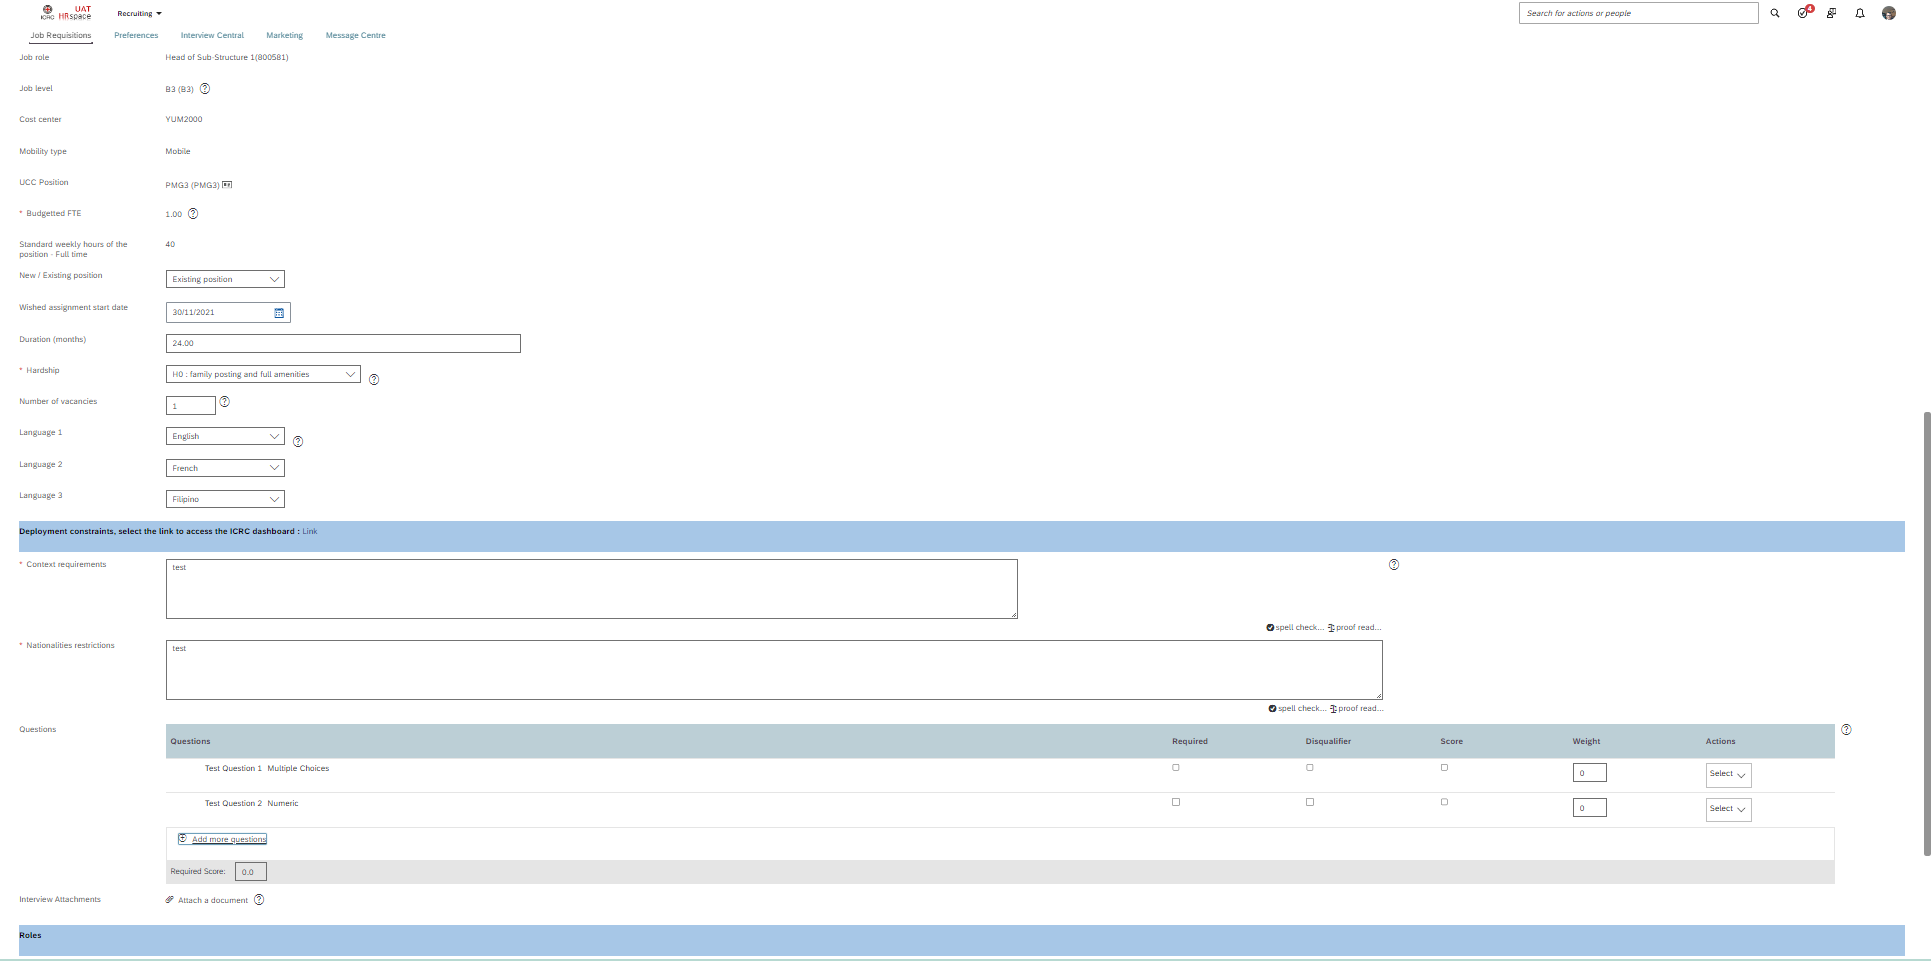 ICRC
UAT
HRspace
Recruiting
Search for actions or people
4
Job Requisitions
Preferences
Interview Central
Marketing
Message Centre
Job role
Head of Sub-Structure 1(800581)
Job level
B3 (B3)
Cost center
YUM2000
Mobility type
Mobile
UCC Position
PMG3 (PMG3)
* Budgetted FTE
1.00
Standard weekly hours of the
position - Full time
40
New / Existing position
Existing position
Wished assignment start date
30/11/2021
Duration (months)
24.00
* Hardship
H0 : family posting and full amenities
Number of vacancies
1
Language 1
English
Language 2
French
Language 3
Filipino
Deployment constraints, select the link to access the ICRC dashboard : Link
* Context requirements
test
spell check... proof read...
* Nationalities restrictions
test
spell check... proof read...
Questions
Questions Required Disqualifier Score Weight Actions
Test Question 1 Multiple Choices 0 Select
Test Question 2 Numeric 0 Select
Add more questions
Required Score: 0.0
Interview Attachments
Attach a document
Roles